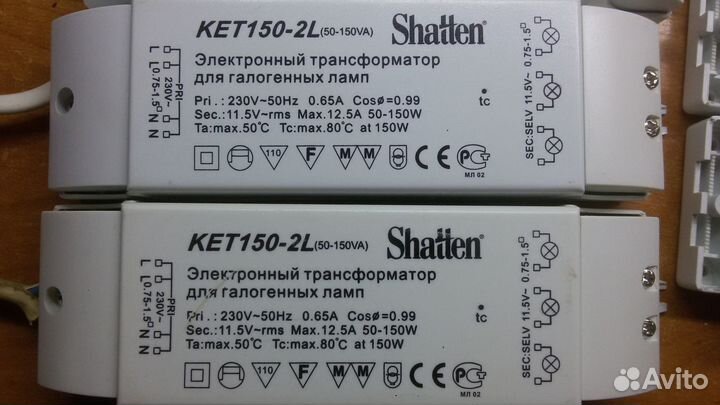 KET150-2L(50-150VA) Shatten®
Электронный трансформатор
для галогенных ламп
Pri.: 230V~50Hz 0.65A Cosø=0.99
Sec.:11.5V~rms Max.12.5A 50-150W
Ta:max.50℃ Tc:max.80℃ at 150W
tc
L L N N
PRI
230V~
0.75-1.5□
SEC:SELV 11.5V~ 0.75-1.5□
110 F M M CE РСТ
МЛ 02
KET150-2L(50-150VA) Shatten®
Электронный трансформатор
для галогенных ламп
Pri.: 230V~50Hz 0.65A Cosø=0.99
Sec.:11.5V~rms Max.12.5A 50-150W
Ta:max.50℃ Tc:max.80℃ at 150W
tc
L L N N
PRI
230V~
0.75-1.5□
SEC:SELV 11.5V~ 0.75-1.5□
110 F M M CE РСТ
МЛ 02
Avito